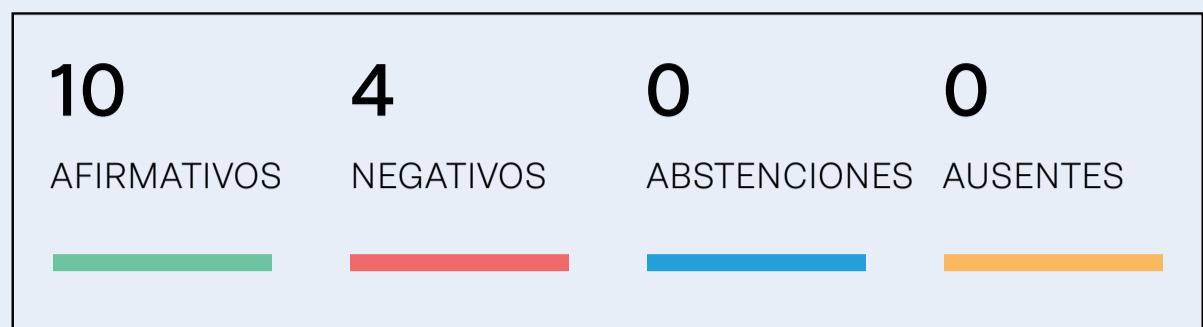 10 4 0 0
AFIRMATIVOS NEGATIVOS ABSTENCIONES AUSENTES